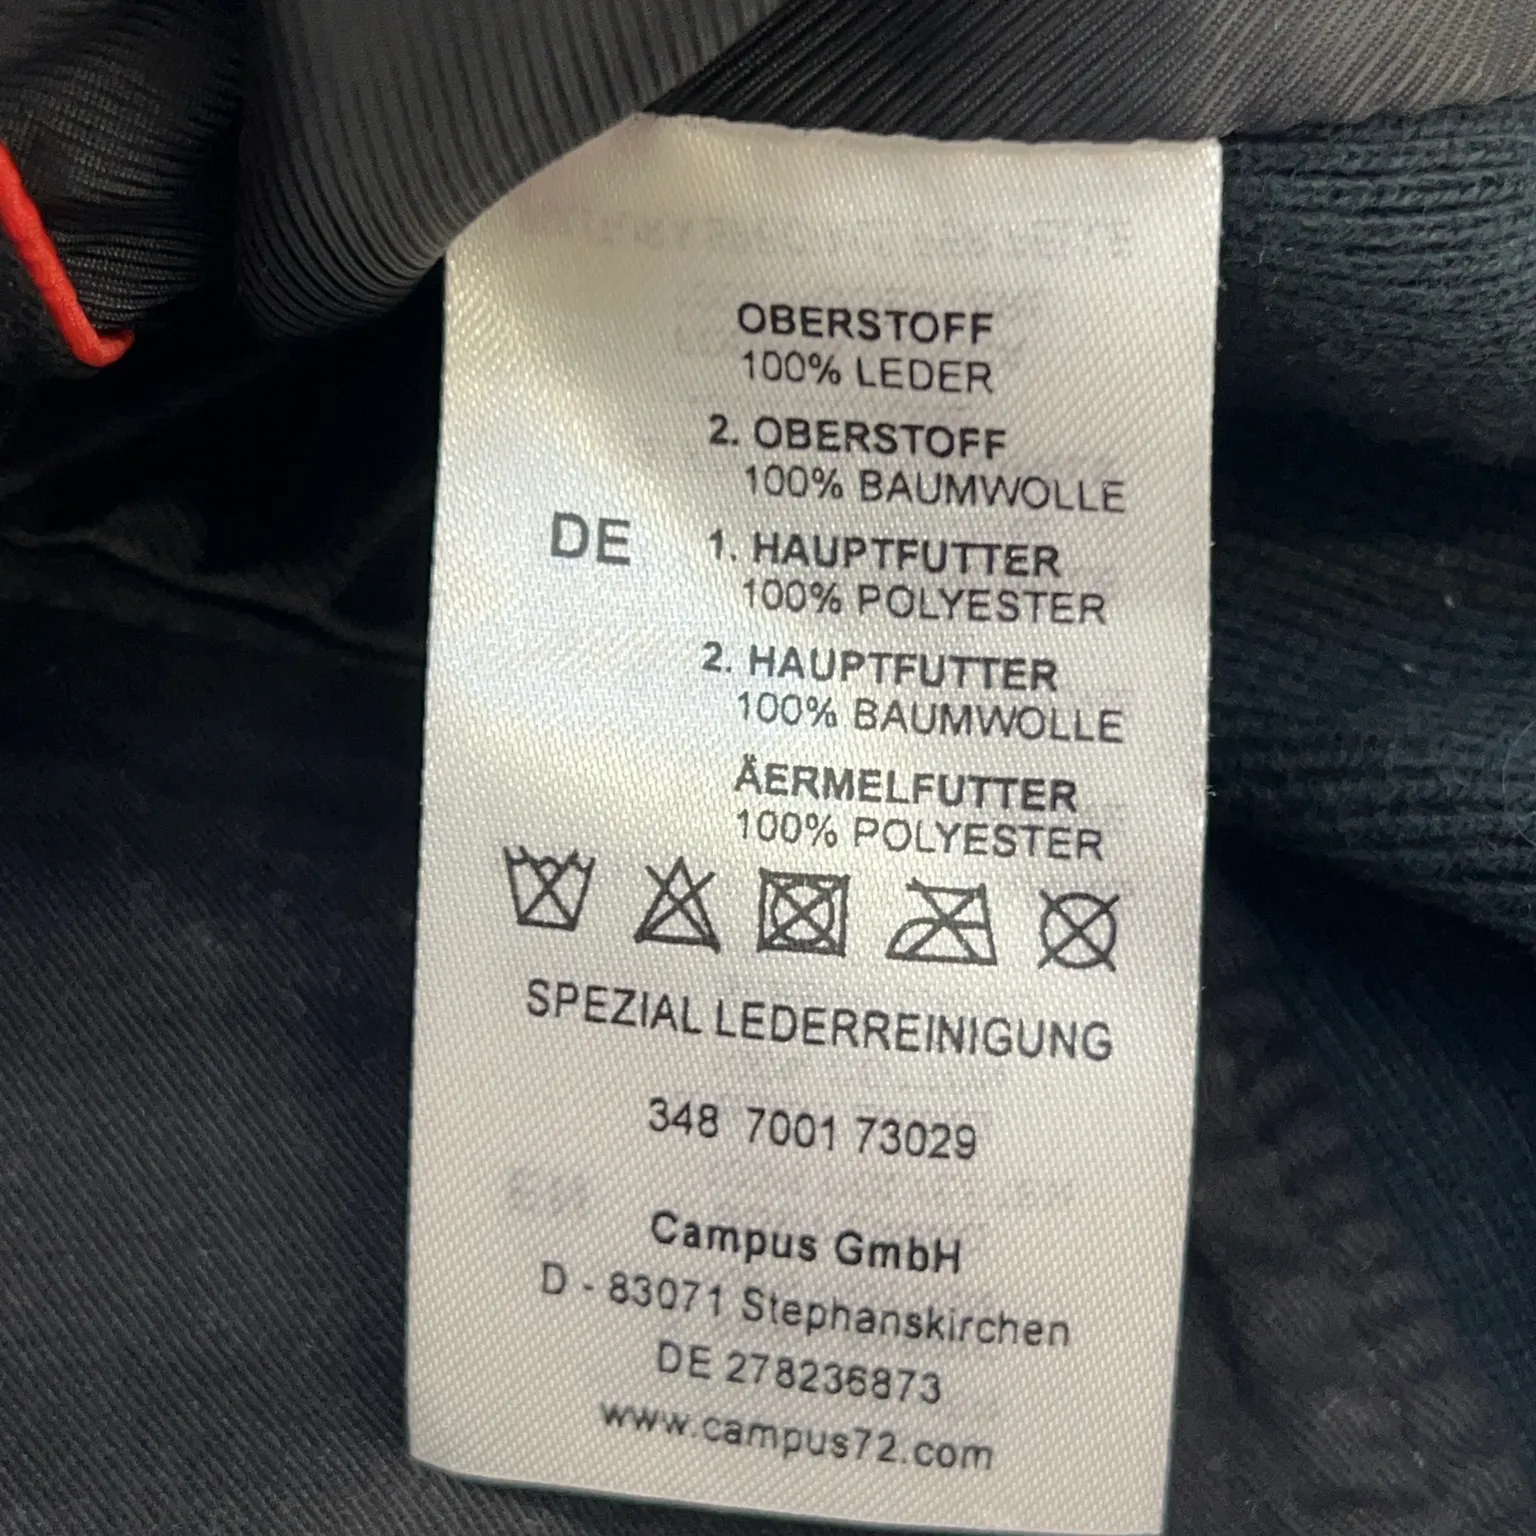 OBERSTOFF
100% LEDER
2. OBERSTOFF
100% BAUMWOLLE
DE
1. HAUPTFUTTER
100% POLYESTER
2. HAUPTFUTTER
100% BAUMWOLLE
ÄERMELFUTTER
100% POLYESTER
SPEZIAL LEDERREINIGUNG
348 7001 73029
Campus GmbH
D - 83071 Stephanskirchen
DE 278236873
www.campus72.com